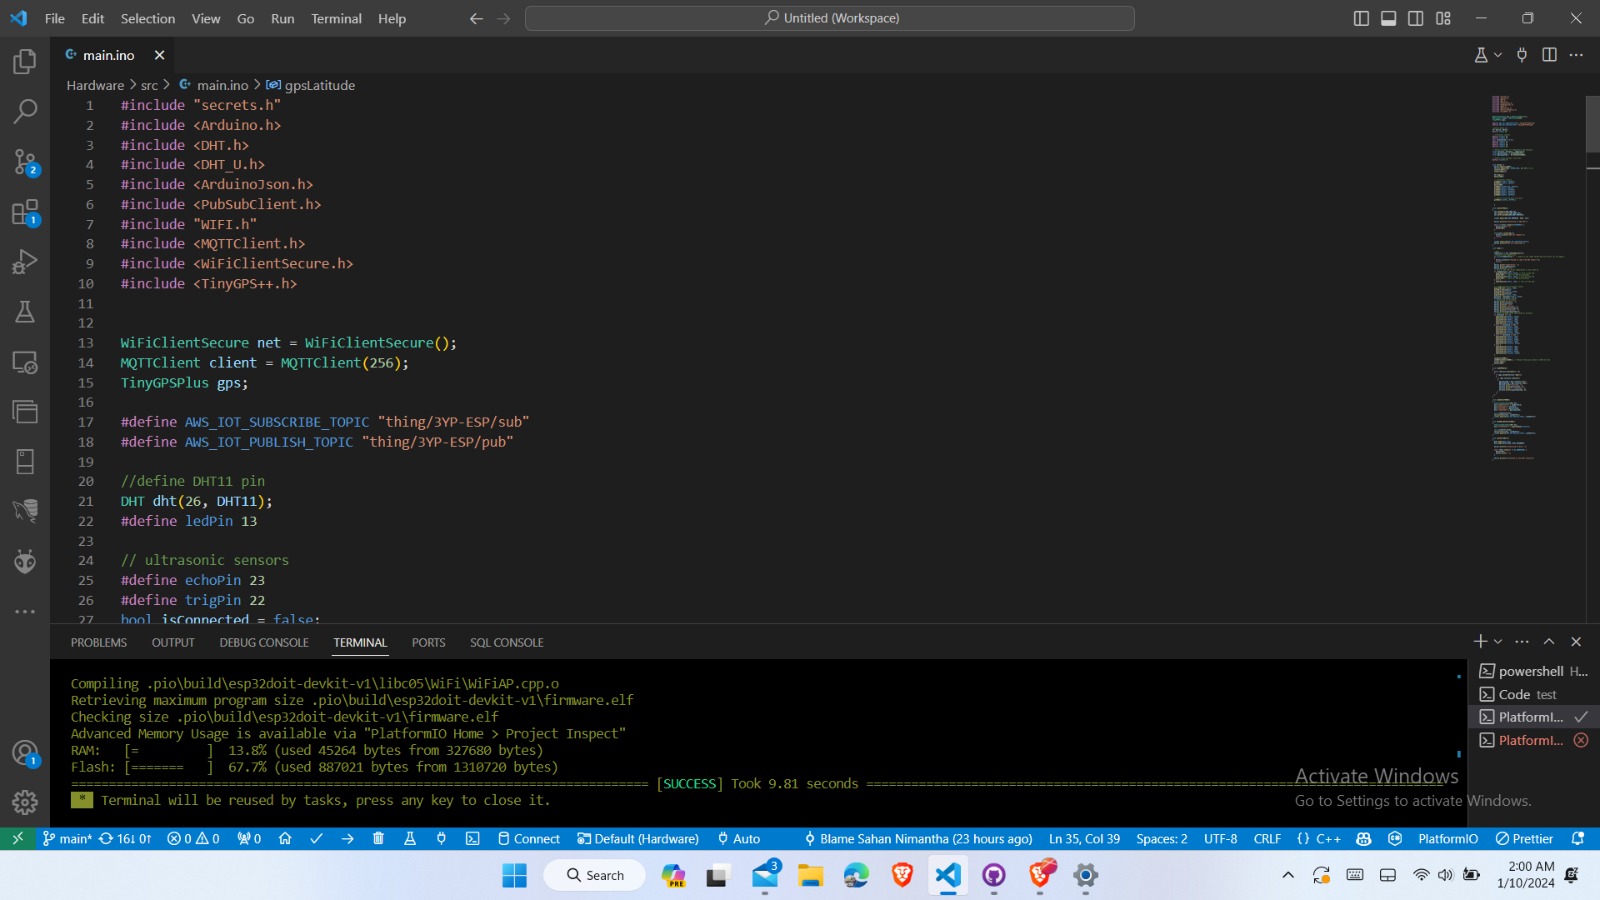 File Edit Selection View Go Run Terminal Help
Untitled (Workspace)
main.ino
Hardware > src > main.ino > gpsLatitude
1 #include "secrets.h"
2 #include <Arduino.h>
3 #include <DHT.h>
4 #include <DHT_U.h>
5 #include <ArduinoJson.h>
6 #include <PubSubClient.h>
7 #include "WIFI.h"
8 #include <MQTTClient.h>
9 #include <WiFiClientSecure.h>
10 #include <TinyGPS++.h>
11
12
13 WiFiClientSecure net = WiFiClientSecure();
14 MQTTClient client = MQTTClient(256);
15 TinyGPSPlus gps;
16
17 #define AWS_IOT_SUBSCRIBE_TOPIC "thing/3YP-ESP/sub"
18 #define AWS_IOT_PUBLISH_TOPIC "thing/3YP-ESP/pub"
19
20 //define DHT11 pin
21 DHT dht(26, DHT11);
22 #define ledPin 13
23
24 // ultrasonic sensors
25 #define echoPin 23
26 #define trigPin 22
27 bool isConnected = false;
2
1
1
PROBLEMS OUTPUT DEBUG CONSOLE TERMINAL PORTS SQL CONSOLE
Compiling .pio\build\esp32doit-devkit-v1\libc05\WiFi\WiFiAP.cpp.o
Retrieving maximum program size .pio\build\esp32doit-devkit-v1\firmware.elf
Checking size .pio\build\esp32doit-devkit-v1\firmware.elf
Advanced Memory Usage is available via "PlatformIO Home > Project Inspect"
RAM: [= ] 13.8% (used 45264 bytes from 327680 bytes)
Flash: [======= ] 67.7% (used 887021 bytes from 1310720 bytes)
[SUCCESS] Took 9.81 seconds
* Terminal will be reused by tasks, press any key to close it.
powershell H...
Code test
PlatformI...
PlatformI...
Activate Windows
Go to Settings to activate Windows.
main* 16↓ 0↑ 0 0 0 Connect Default (Hardware) Auto Blame Sahan Nimantha (23 hours ago) Ln 35, Col 39 Spaces: 2 UTF-8 CRLF {} C++ PlatformIO Prettier
Search
PRE
3
2:00 AM
1/10/2024